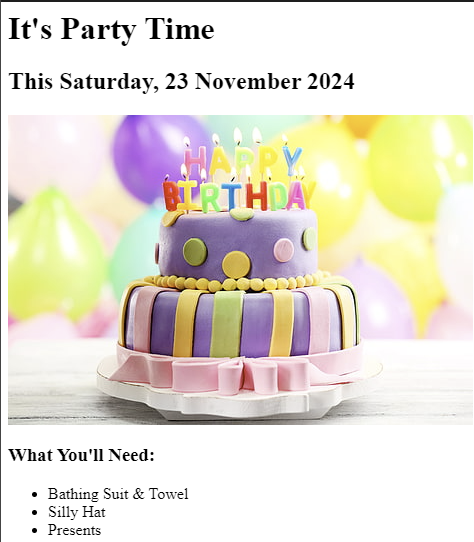 It's Party Time
This Saturday, 23 November 2024
HAPPY
BIRTHDAY
What You'll Need:
Bathing Suit & Towel
Silly Hat
Presents